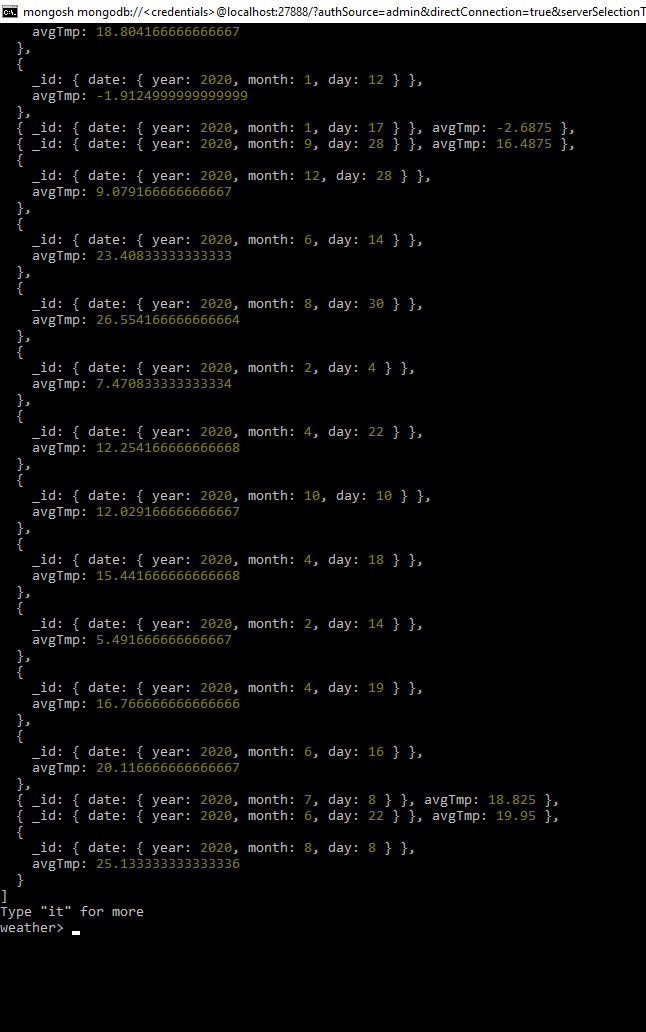 mongosh mongodb://<credentials>@localhost:27888/?authSource=admin&directConnection=true&serverSelectionT
avgTmp: 18.804166666666667
},
{
_id: { date: { year: 2020, month: 1, day: 12 } },
avgTmp: -1.9124999999999999
},
{ _id: { date: { year: 2020, month: 1, day: 17 } }, avgTmp: -2.6875 },
{ _id: { date: { year: 2020, month: 9, day: 28 } }, avgTmp: 16.4875 },
{
_id: { date: { year: 2020, month: 12, day: 28 } },
avgTmp: 9.079166666666667
},
{
_id: { date: { year: 2020, month: 6, day: 14 } },
avgTmp: 23.40833333333333
},
{
_id: { date: { year: 2020, month: 8, day: 30 } },
avgTmp: 26.554166666666664
},
{
_id: { date: { year: 2020, month: 2, day: 4 } },
avgTmp: 7.470833333333334
},
{
_id: { date: { year: 2020, month: 4, day: 22 } },
avgTmp: 12.254166666666668
},
{
_id: { date: { year: 2020, month: 10, day: 10 } },
avgTmp: 12.029166666666667
},
{
_id: { date: { year: 2020, month: 4, day: 18 } },
avgTmp: 15.441666666666668
},
{
_id: { date: { year: 2020, month: 2, day: 14 } },
avgTmp: 5.491666666666667
},
{
_id: { date: { year: 2020, month: 4, day: 19 } },
avgTmp: 16.766666666666666
},
{
_id: { date: { year: 2020, month: 6, day: 16 } },
avgTmp: 20.116666666666667
},
{ _id: { date: { year: 2020, month: 7, day: 8 } }, avgTmp: 18.825 },
{ _id: { date: { year: 2020, month: 6, day: 22 } }, avgTmp: 19.95 },
{
_id: { date: { year: 2020, month: 8, day: 8 } },
avgTmp: 25.133333333333336
}
]
Type "it" for more
weather>